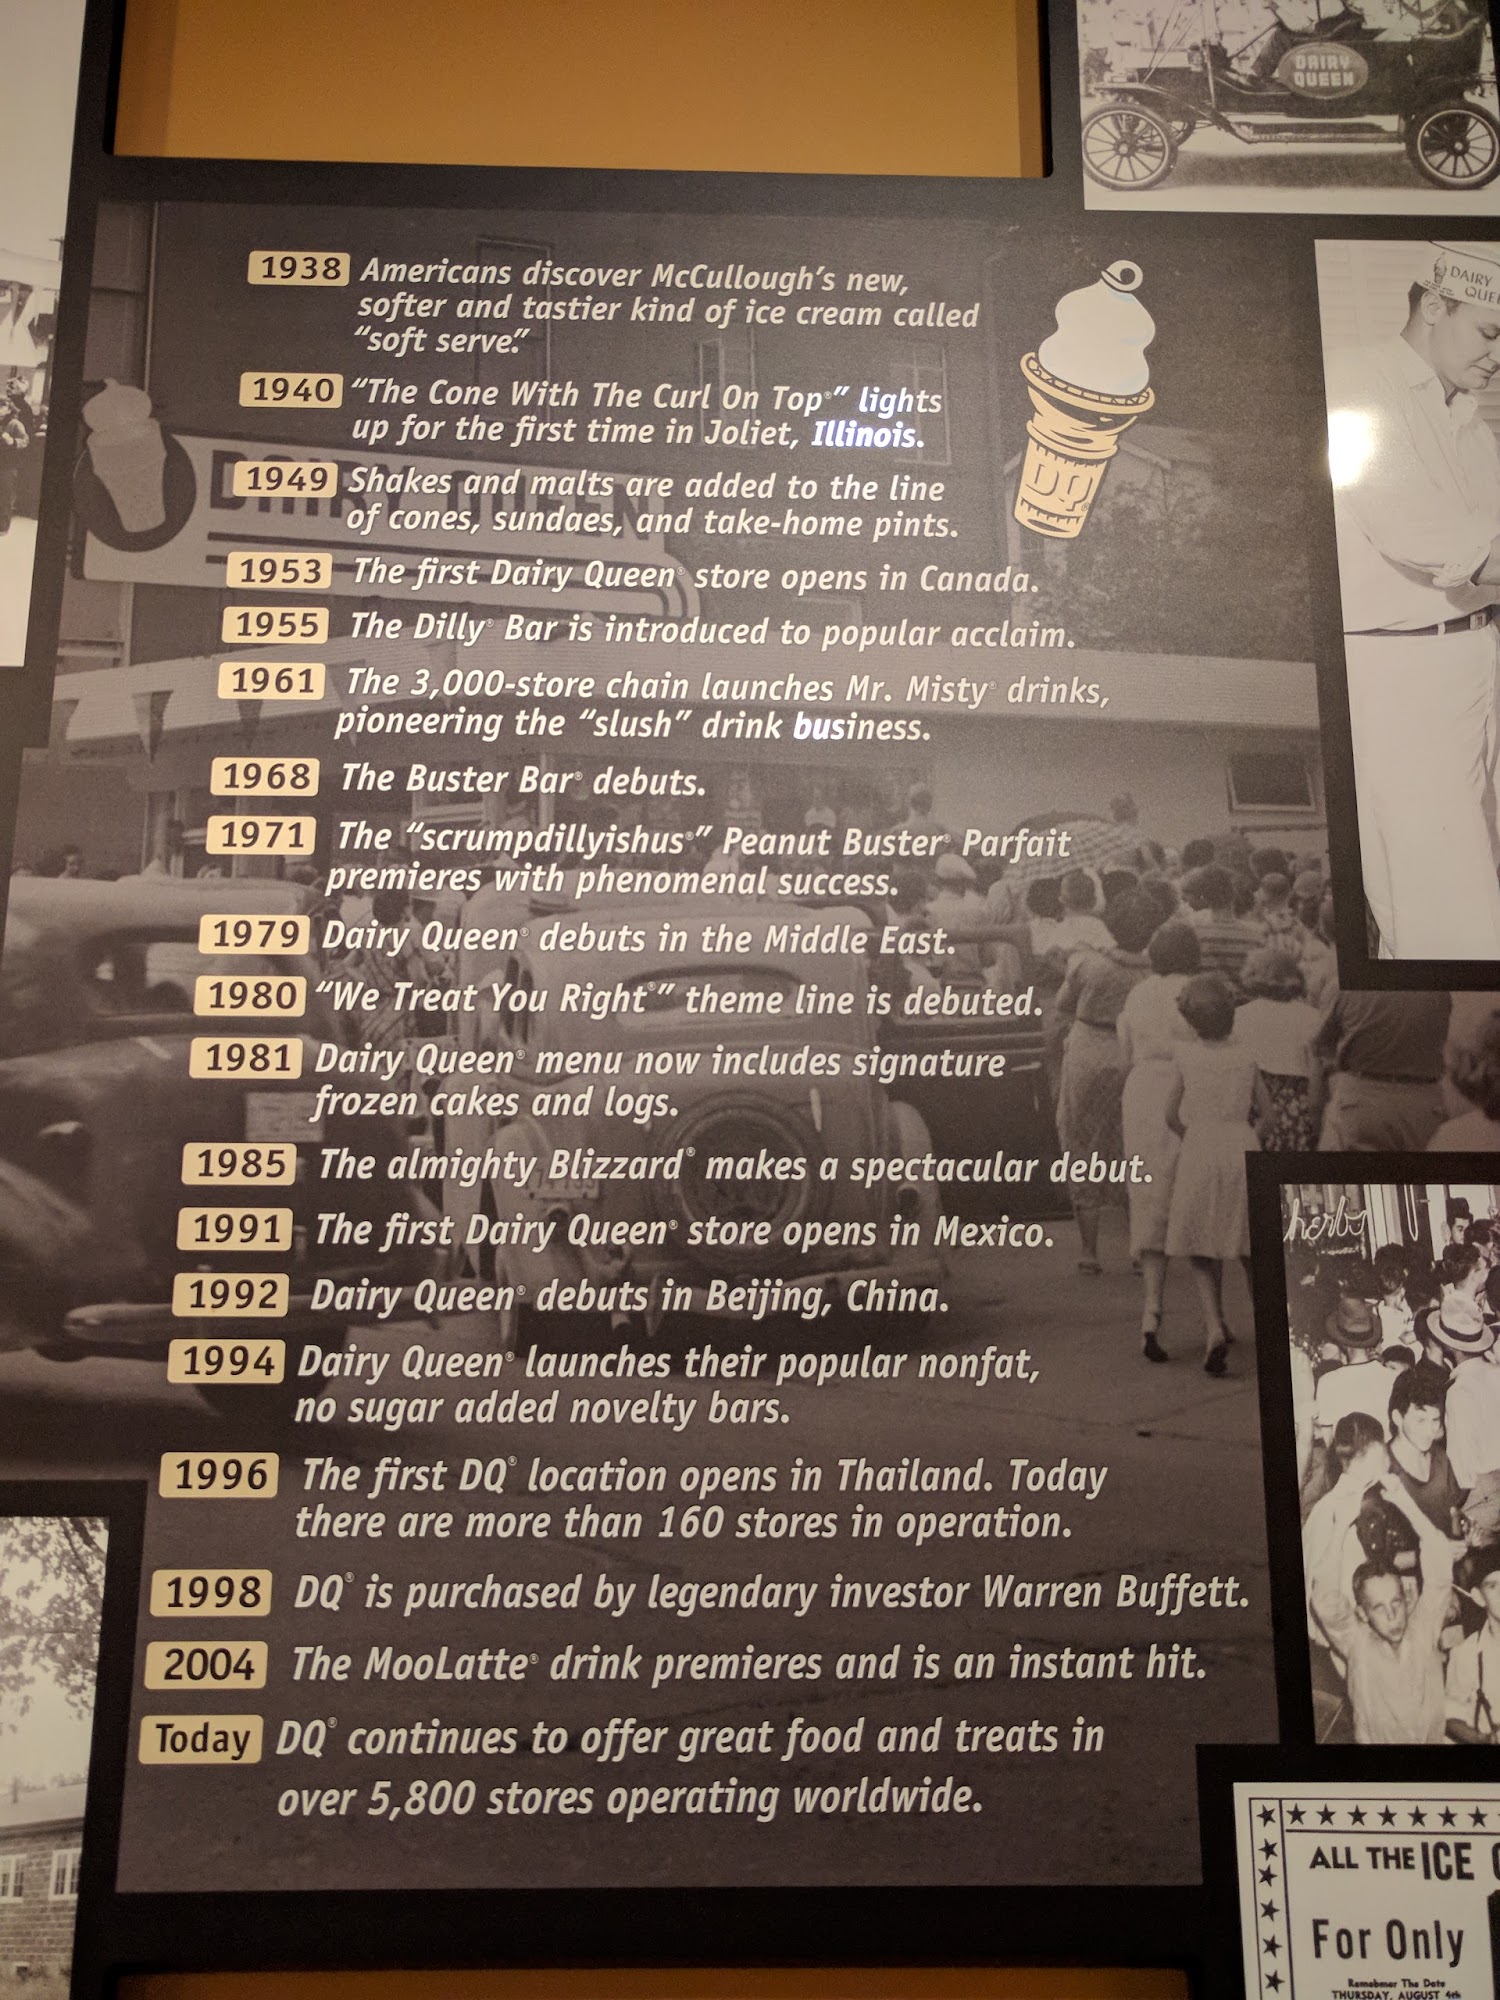 DAIRY
QUEEN
DAIRY
1938 Americans discover McCullough's new,
softer and tastier kind of ice cream called
"soft serve."
1940 "The Cone With The Curl On Top®" lights
up for the first time in Joliet, Illinois.
DQ®
DAIRY QUEEN
1949 Shakes and malts are added to the line
of cones, sundaes, and take-home pints.
1953 The first Dairy Queen® store opens in Canada.
1955 The Dilly® Bar is introduced to popular acclaim.
1961 The 3,000-store chain launches Mr. Misty® drinks,
pioneering the "slush" drink business.
1968 The Buster Bar® debuts.
1971 The "scrumpdillyishus®" Peanut Buster® Parfait
premieres with phenomenal success.
1979 Dairy Queen® debuts in the Middle East.
1980 "We Treat You Right®" theme line is debuted.
1981 Dairy Queen® menu now includes signature
frozen cakes and logs.
1985 The almighty Blizzard® makes a spectacular debut.
1991 The first Dairy Queen® store opens in Mexico.
herbs
1992 Dairy Queen® debuts in Beijing, China.
1994 Dairy Queen® launches their popular nonfat,
no sugar added novelty bars.
1996 The first DQ® location opens in Thailand. Today
there are more than 160 stores in operation.
1998 DQ® is purchased by legendary investor Warren Buffett.
2004 The MooLatte® drink premieres and is an instant hit.
Today DQ® continues to offer great food and treats in
over 5,800 stores operating worldwide.
ALL THE ICE
For Only
Remember The Date
THURSDAY, AUGUST 4th